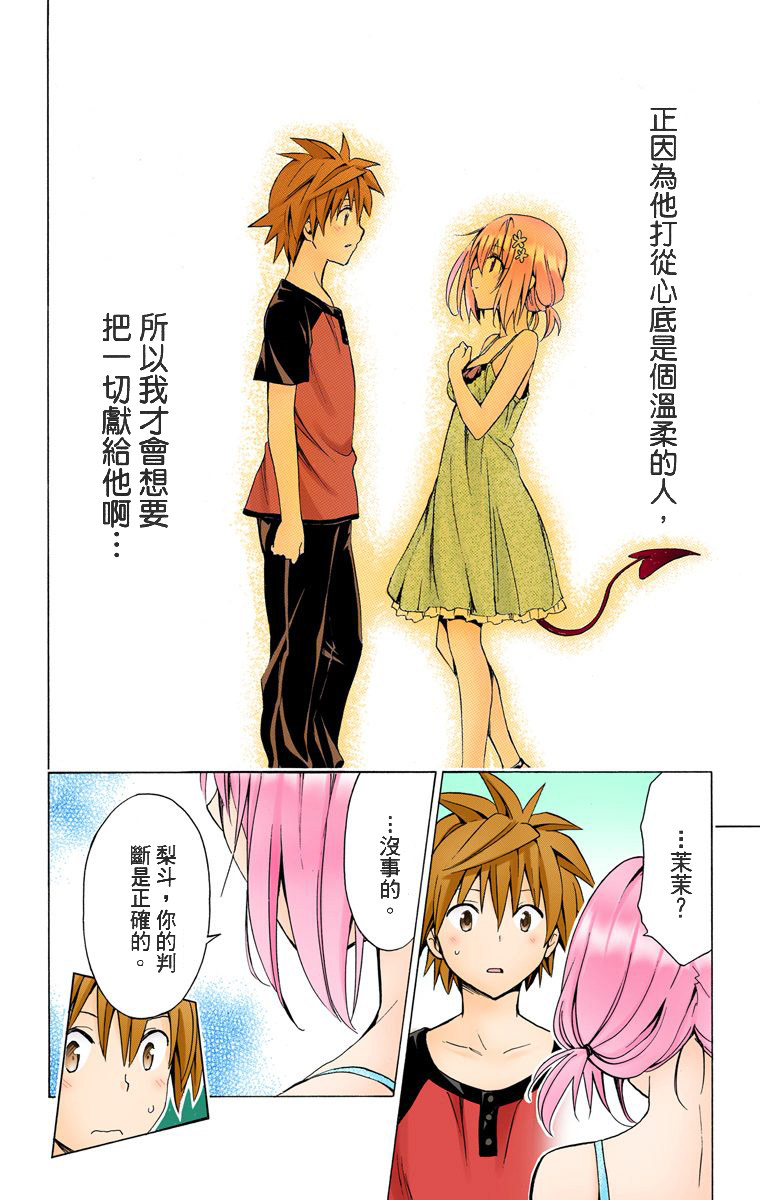 正因為他打從心底是個溫柔的人，
所以我才會想要
把一切獻給他啊…
…茉茉?
…沒事的。
梨斗，你的判
斷是正確的。